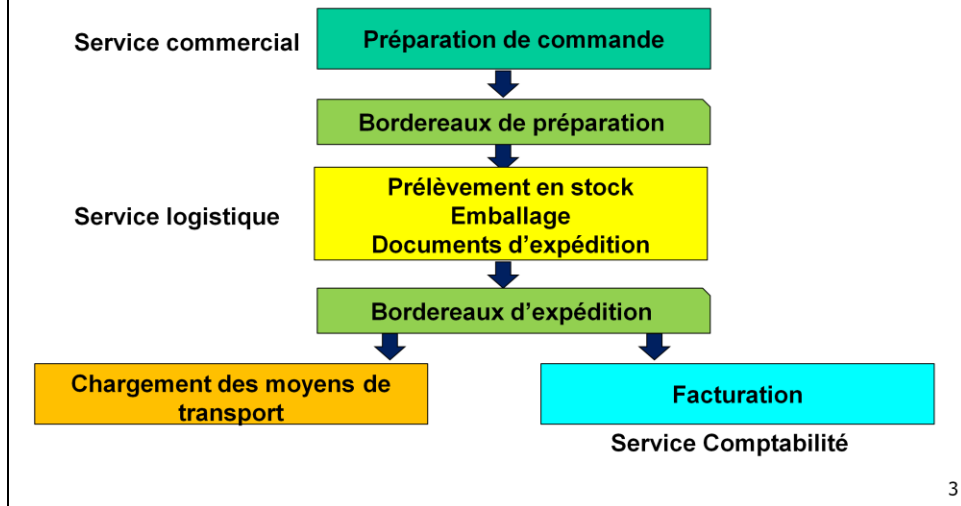 Service commercial
Préparation de commande
Bordereaux de préparation
Service logistique
Prélèvement en stock
Emballage
Documents d’expédition
Bordereaux d’expédition
Chargement des moyens de
transport
Facturation
Service Comptabilité
3